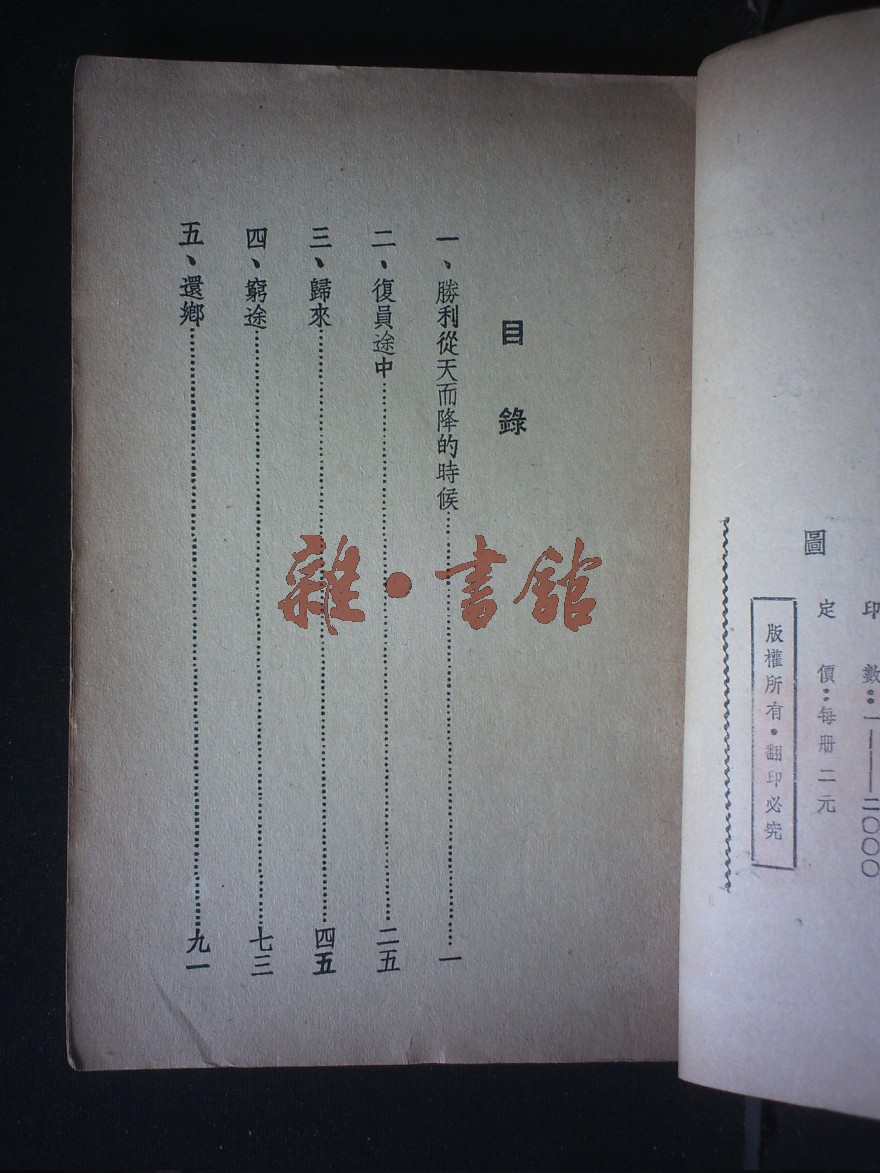 圖
印數：一——二〇〇〇
定價：每册二元
版權所有•翻印必究
目錄
一、勝利從天而降的時候……一
二、復員途中……二五
三、歸來……四五
四、窮途……七三
五、還鄉……九一
雜•書館